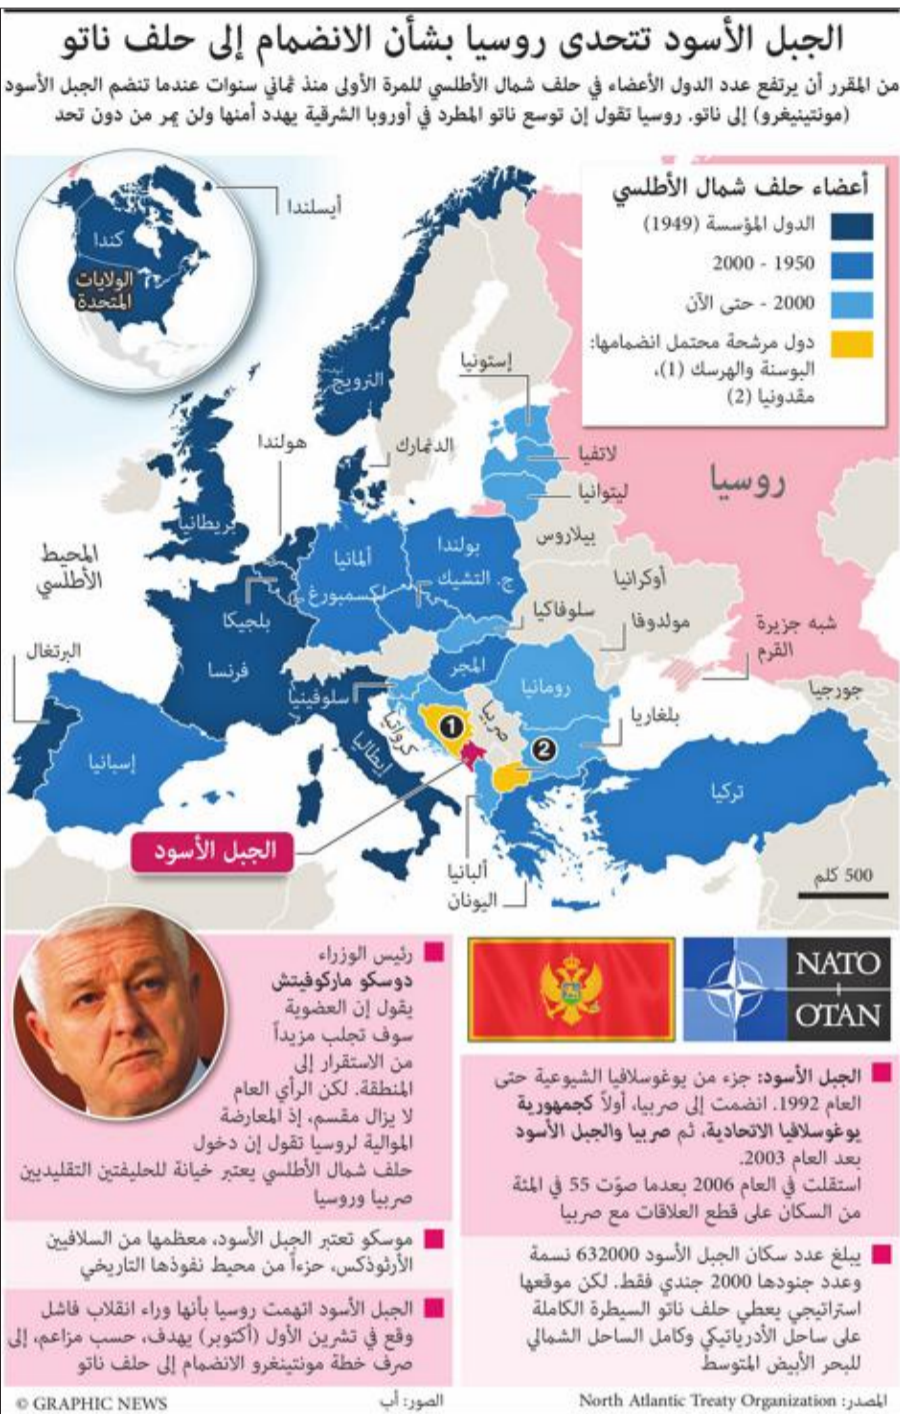 الجبل الأسود تتحدى روسيا بشأن الانضمام إلى حلف ناتو
من المقرر أن يرتفع عدد الدول الأعضاء في حلف شمال الأطلسي للمرة الأولى منذ ثماني سنوات عندما تنضم الجبل الأسود
(مونتينيغرو) إلى ناتو. روسيا تقول إن توسع ناتو المطرد في أوروبا الشرقية يهدد أمنها ولن يمر من دون تحد
أعضاء حلف شمال الأطلسي
الدول المؤسسة (1949)
1950 - 2000
2000 - حتى الآن
دول مرشحة محتمل انضمامها:
البوسنة والهرسك (1)،
مقدونيا (2)
أيسلندا
كندا
الولايات
المتحدة
إستونيا
النرويج
الدنمارك
هولندا
لاتفيا
ليتوانيا
روسيا
بريطانيا
بيلاروس
المحيط
الأطلسي
ألمانيا
بولندا
ج. التشيك
لكسمبورغ
أوكرانيا
سلوفاكيا
مولدوفا
شبه جزيرة
القرم
بلجيكا
البرتغال
فرنسا
المجر
رومانيا
جورجيا
سلوفينيا
بلغاريا
صربيا
كرواتيا
إيطاليا
1
2
إسبانيا
تركيا
الجبل الأسود
ألبانيا
اليونان
500 كلم
NATO
OTAN
الجبل الأسود: جزء من يوغوسلافيا الشيوعية حتى
العام 1992. انضمت إلى صربيا، أولاً كجمهورية
يوغوسلافيا الاتحادية، ثم صربيا والجبل الأسود
بعد العام 2003.
استقلت في العام 2006 بعدما صوّت 55 في المئة
من السكان على قطع العلاقات مع صربيا
يبلغ عدد سكان الجبل الأسود 632000 نسمة
وعدد جنودها 2000 جندي فقط. لكن موقعها
استراتيجي يعطي حلف ناتو السيطرة الكاملة
على ساحل الأدرياتيكي وكامل الساحل الشمالي
للبحر الأبيض المتوسط
رئيس الوزراء
دوسكو ماركوفيتش
يقول إن العضوية
سوف تجلب مزيداً
من الاستقرار إلى
المنطقة. لكن الرأي العام
لا يزال مقسم، إذ المعارضة
الموالية لروسيا تقول إن دخول
حلف شمال الأطلسي يعتبر خيانة للحليفتين التقليديين
صربيا وروسيا
موسكو تعتبر الجبل الأسود، معظمها من السلافيين
الأرثوذكس، حزءاً من محيط نفوذها التاريخي
الجبل الأسود اتهمت روسيا بأنها وراء انقلاب فاشل
وقع في تشرين الأول (أكتوبر) يهدف، حسب مزاعم، إلى
صرف خطة مونتينغرو الانضمام إلى حلف ناتو
المصدر: North Atlantic Treaty Organization
الصور: أب
© GRAPHIC NEWS